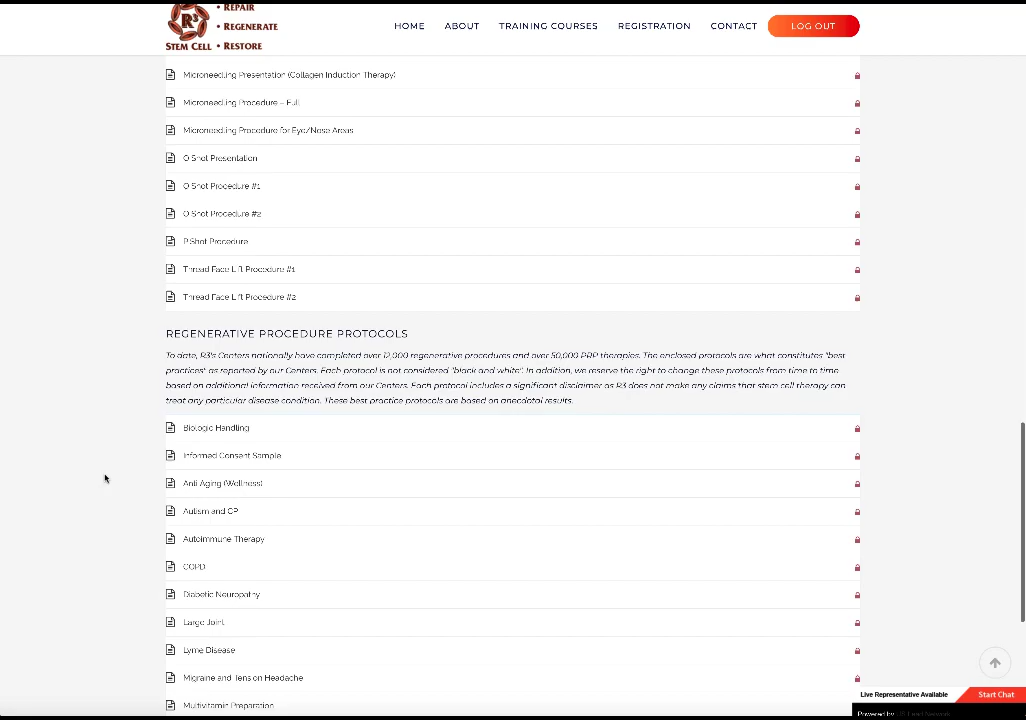 • REPAIR
• REGENERATE
STEM CELL • RESTORE
R3
HOME ABOUT TRAINING COURSES REGISTRATION CONTACT LOG OUT
Microneedling Presentation (Collagen Induction Therapy)
Microneedling Procedure – Full
Microneedling Procedure for Eye/Nose Areas
O Shot Presentation
O Shot Procedure #1
O Shot Procedure #2
P Shot Procedure
Thread Face Lift Procedure #1
Thread Face Lift Procedure #2
REGENERATIVE PROCEDURE PROTOCOLS
To date, R3's Centers nationally have completed over 12,000 regenerative procedures and over 50,000 PRP therapies. The enclosed protocols are what constitutes "best
practices" as reported by our Centers. Each protocol is not considered "black and white". In addition, we reserve the right to change these protocols from time to time
based on additional information received from our Centers. Each protocol includes a significant disclaimer as R3 does not make any claims that stem cell therapy can
treat any particular disease condition. These best practice protocols are based on anecdotal results.
Biologic Handling
Informed Consent Sample
Anti Aging (Wellness)
Autism and CP
Autoimmune Therapy
COPD
Diabetic Neuropathy
Large Joint
Lyme Disease
Migraine and Tension Headache
Multivitamin Preparation
Live Representative Available Start Chat
Powered by Lead Network